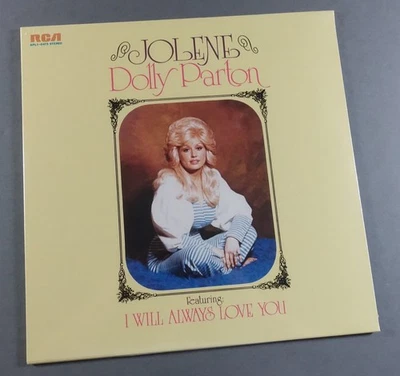 RCA
JOLENE
Dolly Parton
Featuring:
I WILL ALWAYS LOVE YOU